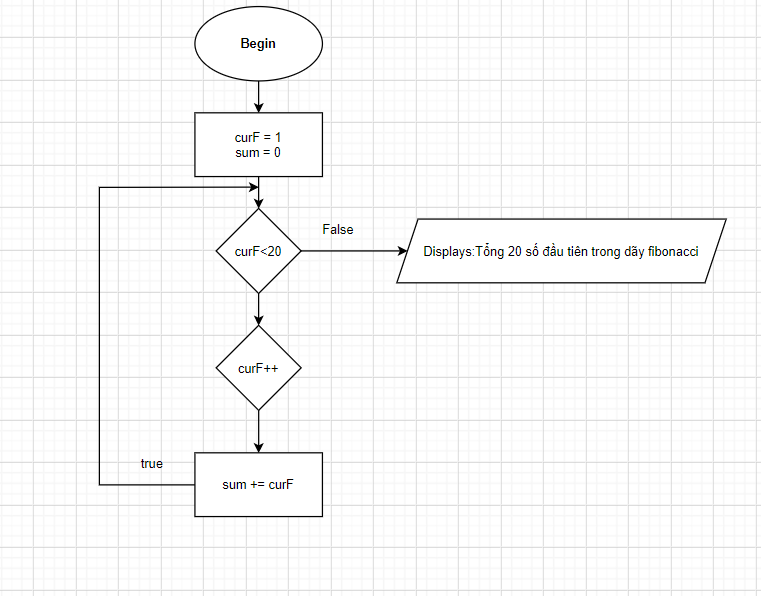 Begin
curF = 1
sum = 0
curF<20
False
Displays:Tổng 20 số đầu tiên trong dãy fibonacci
curF++
true
sum += curF